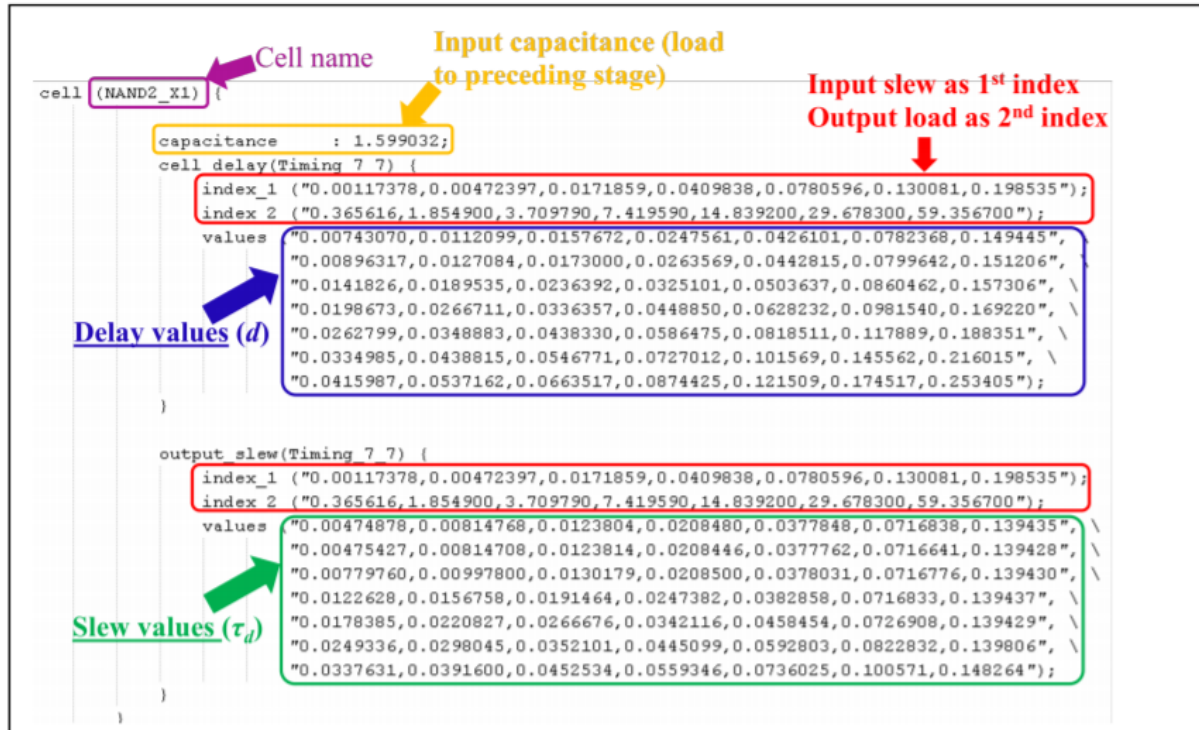 Cell name
Input capacitance (load
to preceding stage)
Input slew as 1st index
Output load as 2nd index
cell (NAND2_X1) {
capacitance : 1.599032;
cell_delay(Timing_7_7) {
index_1 ("0.00117378,0.00472397,0.0171859,0.0409838,0.0780596,0.130081,0.198535");
index_2 ("0.365616,1.854900,3.709790,7.419590,14.839200,29.678300,59.356700");
values ("0.00743070,0.0112099,0.0157672,0.0247561,0.0426101,0.0782368,0.149445", \
"0.00896317,0.0127084,0.0173000,0.0263569,0.0442815,0.0799642,0.151206", \
"0.0141826,0.0189535,0.0236392,0.0325101,0.0503637,0.0860462,0.157306", \
"0.0198673,0.0266711,0.0336357,0.0448850,0.0628232,0.0981540,0.169220", \
"0.0262799,0.0348883,0.0438330,0.0586475,0.0818511,0.117889,0.188351", \
"0.0334985,0.0438815,0.0546771,0.0727012,0.101569,0.145562,0.216015", \
"0.0415987,0.0537162,0.0663517,0.0874425,0.121509,0.174517,0.253405");
Delay values (d)
}
output_slew(Timing_7_7) {
index_1 ("0.00117378,0.00472397,0.0171859,0.0409838,0.0780596,0.130081,0.198535");
index_2 ("0.365616,1.854900,3.709790,7.419590,14.839200,29.678300,59.356700");
values ("0.00474878,0.00814768,0.0123804,0.0208480,0.0377848,0.0716838,0.139435", \
"0.00475427,0.00814708,0.0123814,0.0208446,0.0377762,0.0716641,0.139428", \
"0.00779760,0.00997800,0.0130179,0.0208500,0.0378031,0.0716776,0.139430", \
"0.0122628,0.0156758,0.0191464,0.0247382,0.0382858,0.0716833,0.139437", \
"0.0178385,0.0220827,0.0266676,0.0342116,0.0458454,0.0726908,0.139429", \
"0.0249336,0.0298045,0.0352101,0.0445099,0.0592803,0.0822832,0.139806", \
"0.0337631,0.0391600,0.0452534,0.0559346,0.0736025,0.100571,0.148264");
Slew values (τd)
}
}